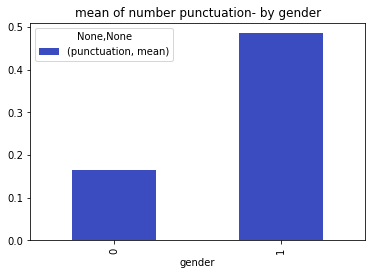 mean of number punctuation- by gender
None,None
(punctuation, mean)
0.5
0.4
0.3
0.2
0.1
0.0
0
1
gender